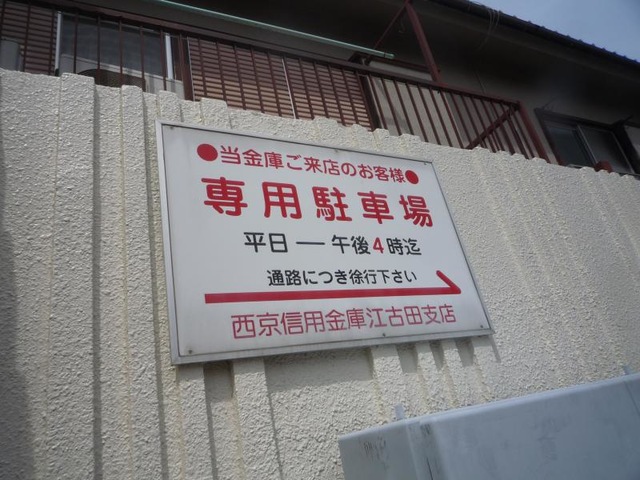 ●当金庫ご来店のお客様●
専用駐車場
平日 ― 午後4時迄
通路につき徐行下さい
西京信用金庫江古田支店